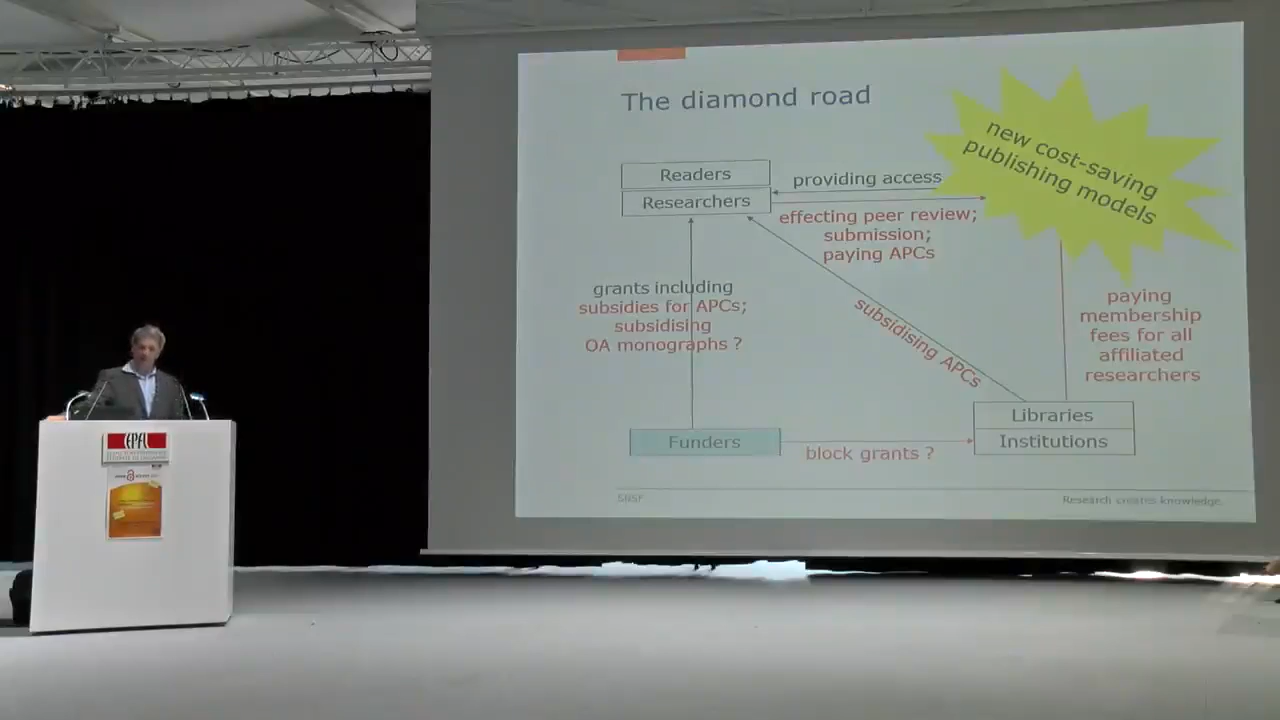 The diamond road
new cost-saving
publishing models
Readers
Researchers
providing access
effecting peer review;
submission;
paying APCs
grants including
subsidies for APCs;
subsidising
OA monographs ?
subsidising APCs
paying
membership
fees for all
affiliated
researchers
Funders
block grants ?
Libraries
Institutions
SNSF
Research creates knowledge.
EPFL